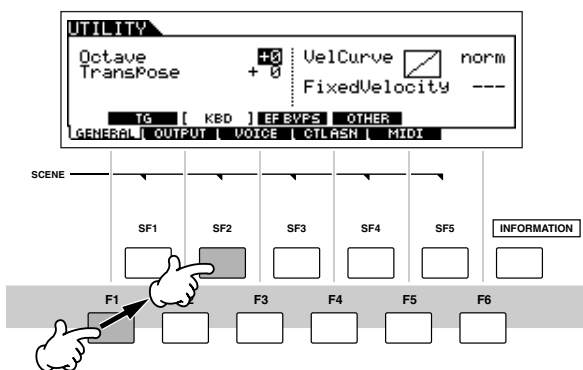 UTILITY
Octave +0 VelCurve norm
Transpose + 0
FixedVelocity ---
TG [ KBD ] EF BYPS OTHER
GENERAL OUTPUT VOICE CTLASN MIDI
SCENE
SF1 SF2 SF3 SF4 SF5 INFORMATION
F1 F3 F4 F5 F6